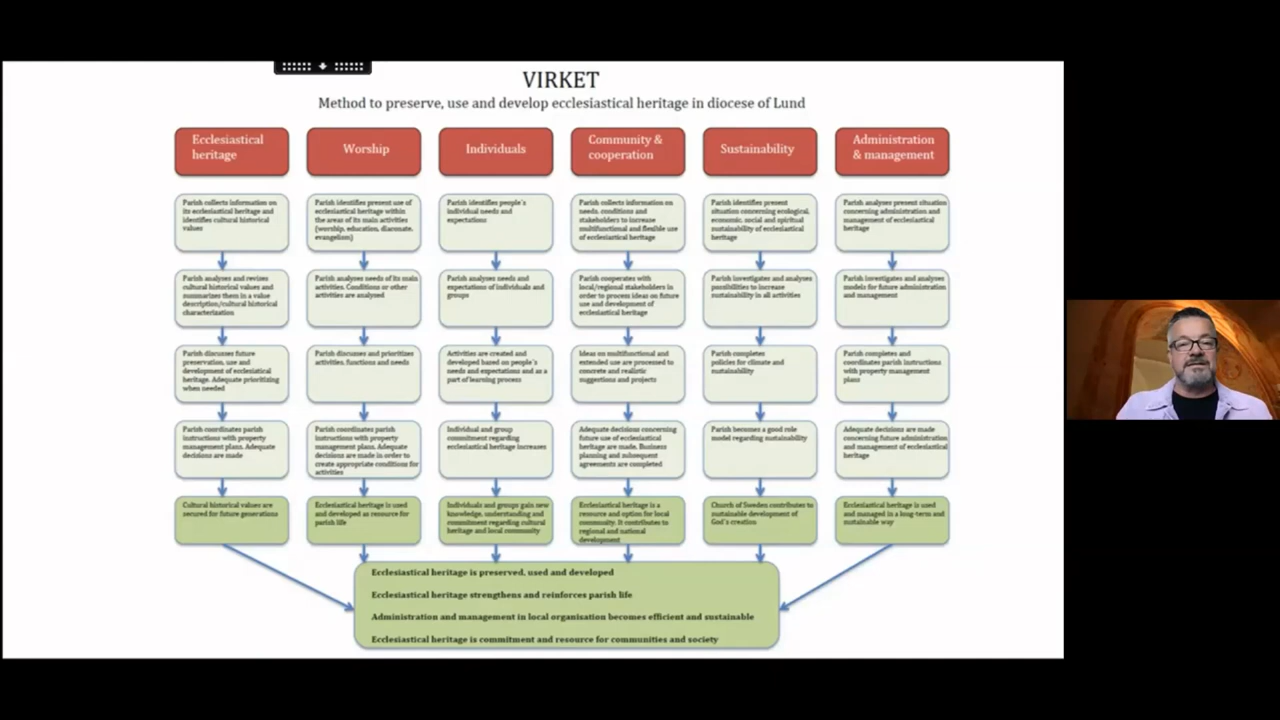 VIRKET
Method to preserve, use and develop ecclesiastical heritage in diocese of Lund
Ecclesiastical
heritage
Worship
Individuals
Community &
cooperation
Sustainability
Administration
& management
Parish collects information on
its ecclesiastical heritage and
identifies cultural historical
values
Parish identifies present use of
ecclesiastical heritage within
the areas of its main activities
(worship, education, diaconate,
evangelism)
Parish identifies people's
individual needs and
expectations
Parish collects information on
needs, conditions and
stakeholders to increase
multifunctional and flexible use
of ecclesiastical heritage
Parish identifies present
situation concerning ecological,
economic, social and spiritual
sustainability of ecclesiastical
heritage
Parish analyses present situation
concerning administration and
management of ecclesiastical
heritage
Parish analyses and revises
cultural historical values and
summarizes them in a value
description/cultural historical
characterization
Parish analyses needs of its main
activities. Conditions or other
activities are analysed
Parish analyses needs and
expectations of individuals and
groups
Parish cooperates with
local/regional stakeholders in
order to process ideas on future
use and development of
ecclesiastical heritage
Parish investigates and analyses
possibilities to increase
sustainability in all activities
Parish investigates and analyses
models for future administration
and management
Parish discusses future
preservation, use and
development of ecclesiastical
heritage. Adequate prioritizing
when needed
Parish discusses and prioritizes
activities, functions and needs
Activities are created and
developed based on people's
needs and expectations and as a
part of learning process
Ideas on multifunctional and
extended use are processed to
concrete and realistic
suggestions and projects
Parish completes
policies for climate and
sustainability
Parish completes and
coordinates parish instructions
with property management
plans
Parish coordinates parish
instructions with property
management plans. Adequate
decisions are made
Parish coordinates parish
instructions with property
management plans. Adequate
decisions are made in order to
create appropriate conditions for
activities
Individual and group
commitment regarding
ecclesiastical heritage increases
Adequate decisions concerning
future use of ecclesiastical
heritage are made. Business
planning and subsequent
agreements are completed
Parish becomes a good role
model regarding sustainability
Adequate decisions are made
concerning future administration
and management of ecclesiastical
heritage
Cultural historical values are
secured for future generations
Ecclesiastical heritage is used
and developed as resource for
parish life
Individuals and groups gain new
knowledge, understanding and
commitment regarding cultural
heritage and local community
Ecclesiastical heritage is a
resource and option for local
community. It contributes to
regional and national
development
Church of Sweden contributes to
sustainable development of
God's creation
Ecclesiastical heritage is used
and managed in a long-term and
sustainable way
Ecclesiastical heritage is preserved, used and developed
Ecclesiastical heritage strengthens and reinforces parish life
Administration and management in local organisation becomes efficient and sustainable
Ecclesiastical heritage is commitment and resource for communities and society